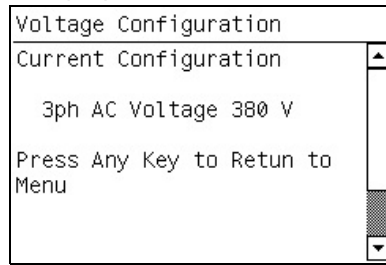 Voltage Configuration
Current Configuration
3ph AC Voltage 380 V
Press Any Key to Retun to
Menu